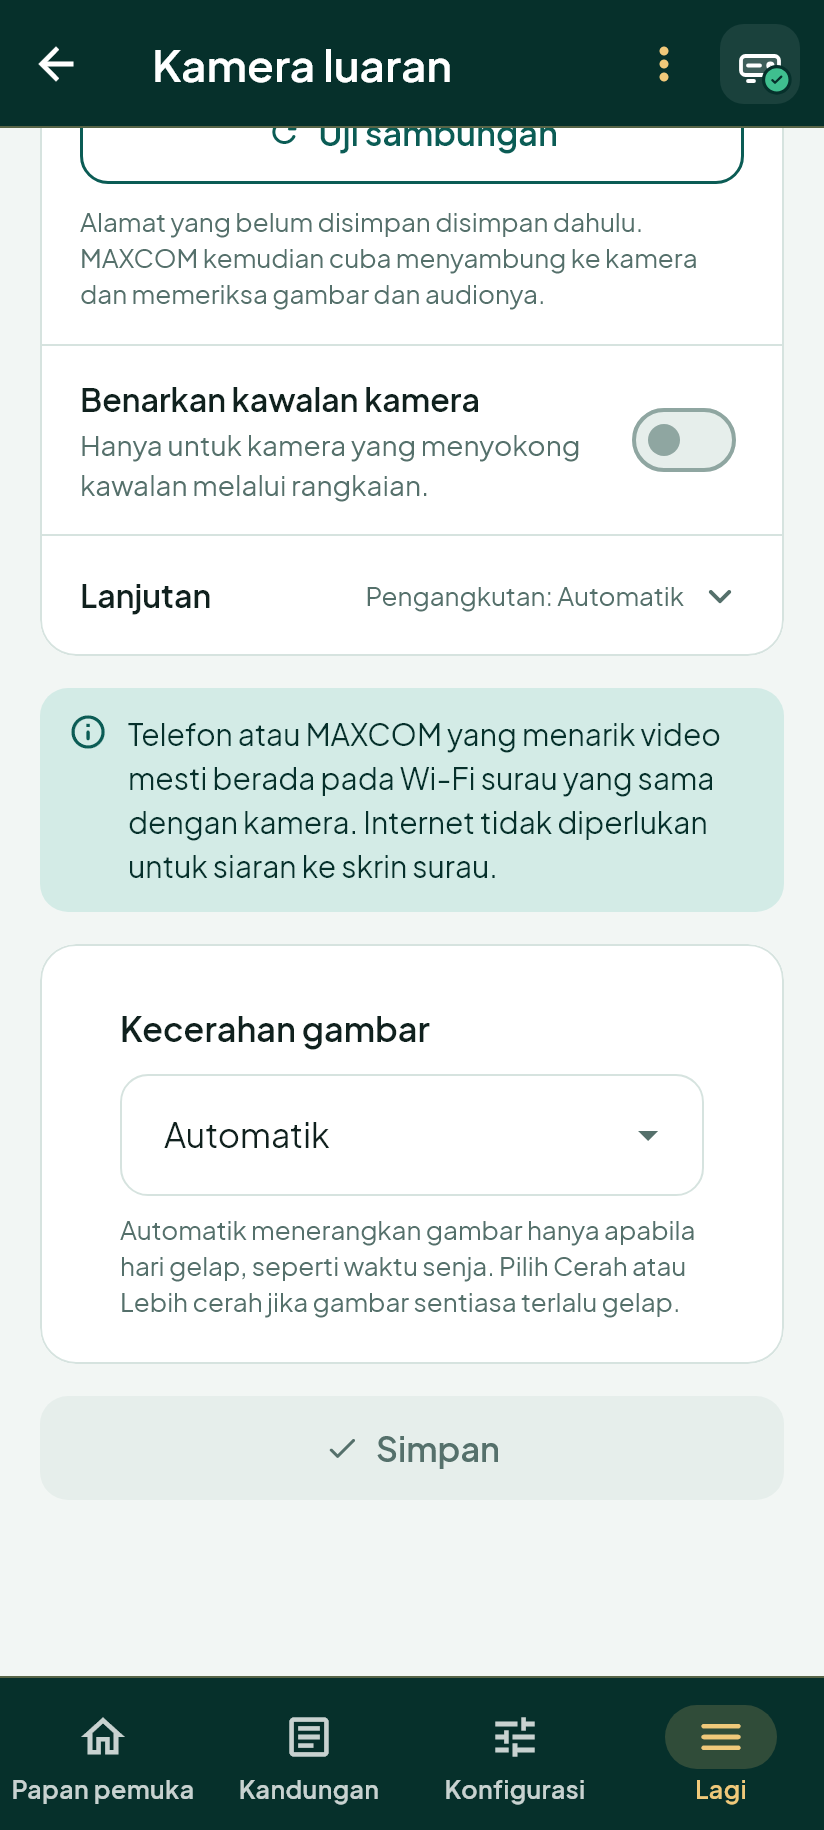 Kamera luaran
Uji sambungan
Alamat yang belum disimpan disimpan dahulu.
MAXCOM kemudian cuba menyambung ke kamera
dan memeriksa gambar dan audionya.
Benarkan kawalan kamera
Hanya untuk kamera yang menyokong
kawalan melalui rangkaian.
Lanjutan
Pengangkutan: Automatik
Telefon atau MAXCOM yang menarik video
mesti berada pada Wi-Fi surau yang sama
dengan kamera. Internet tidak diperlukan
untuk siaran ke skrin surau.
Kecerahan gambar
Automatik
Automatik menerangkan gambar hanya apabila
hari gelap, seperti waktu senja. Pilih Cerah atau
Lebih cerah jika gambar sentiasa terlalu gelap.
Simpan
Papan pemuka
Kandungan
Konfigurasi
Lagi